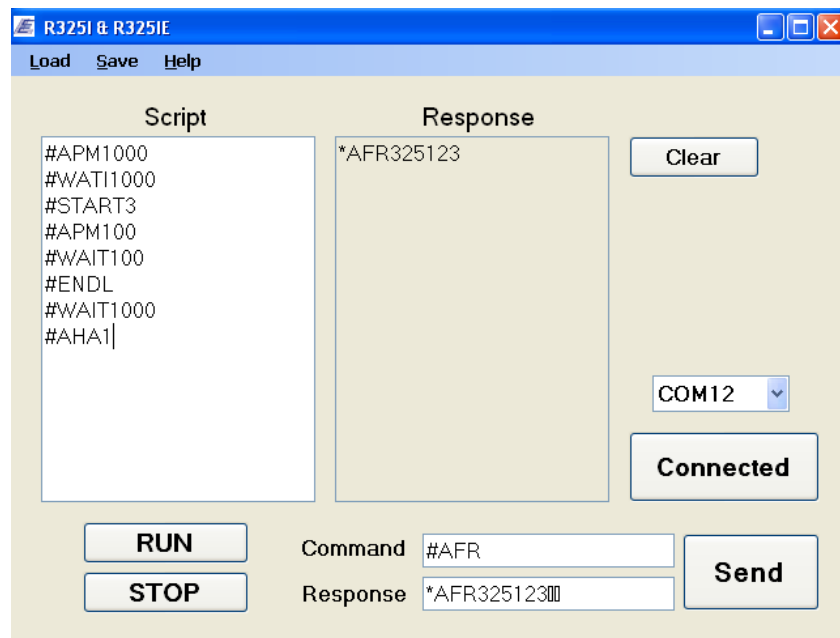 R325I & R325IE
Load Save Help
Script
Response
#APM1000
#WATI1000
#START3
#APM100
#WAIT100
#ENDL
#WAIT1000
#AHA1
*AFR325123
Clear
COM12
Connected
RUN
STOP
Command #AFR
Response *AFR325123▯▯
Send